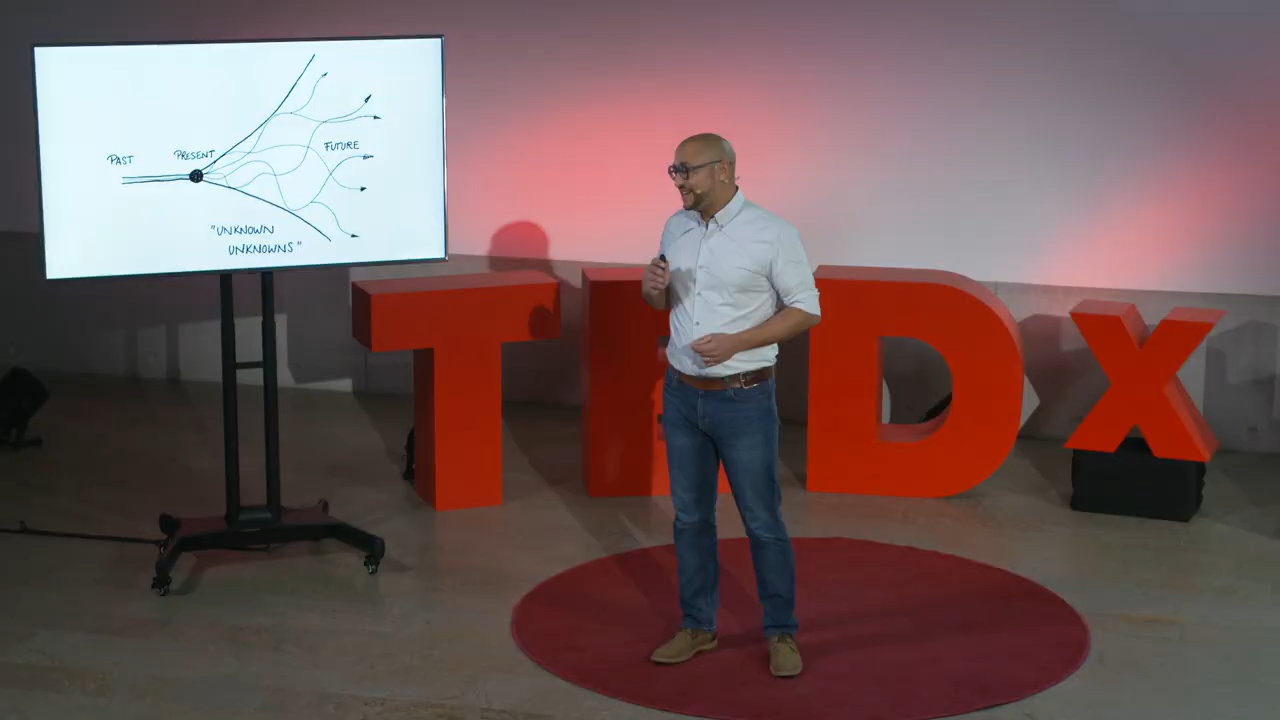 PAST
PRESENT
FUTURE
"UNKNOWN
UNKNOWNS"
TEDx